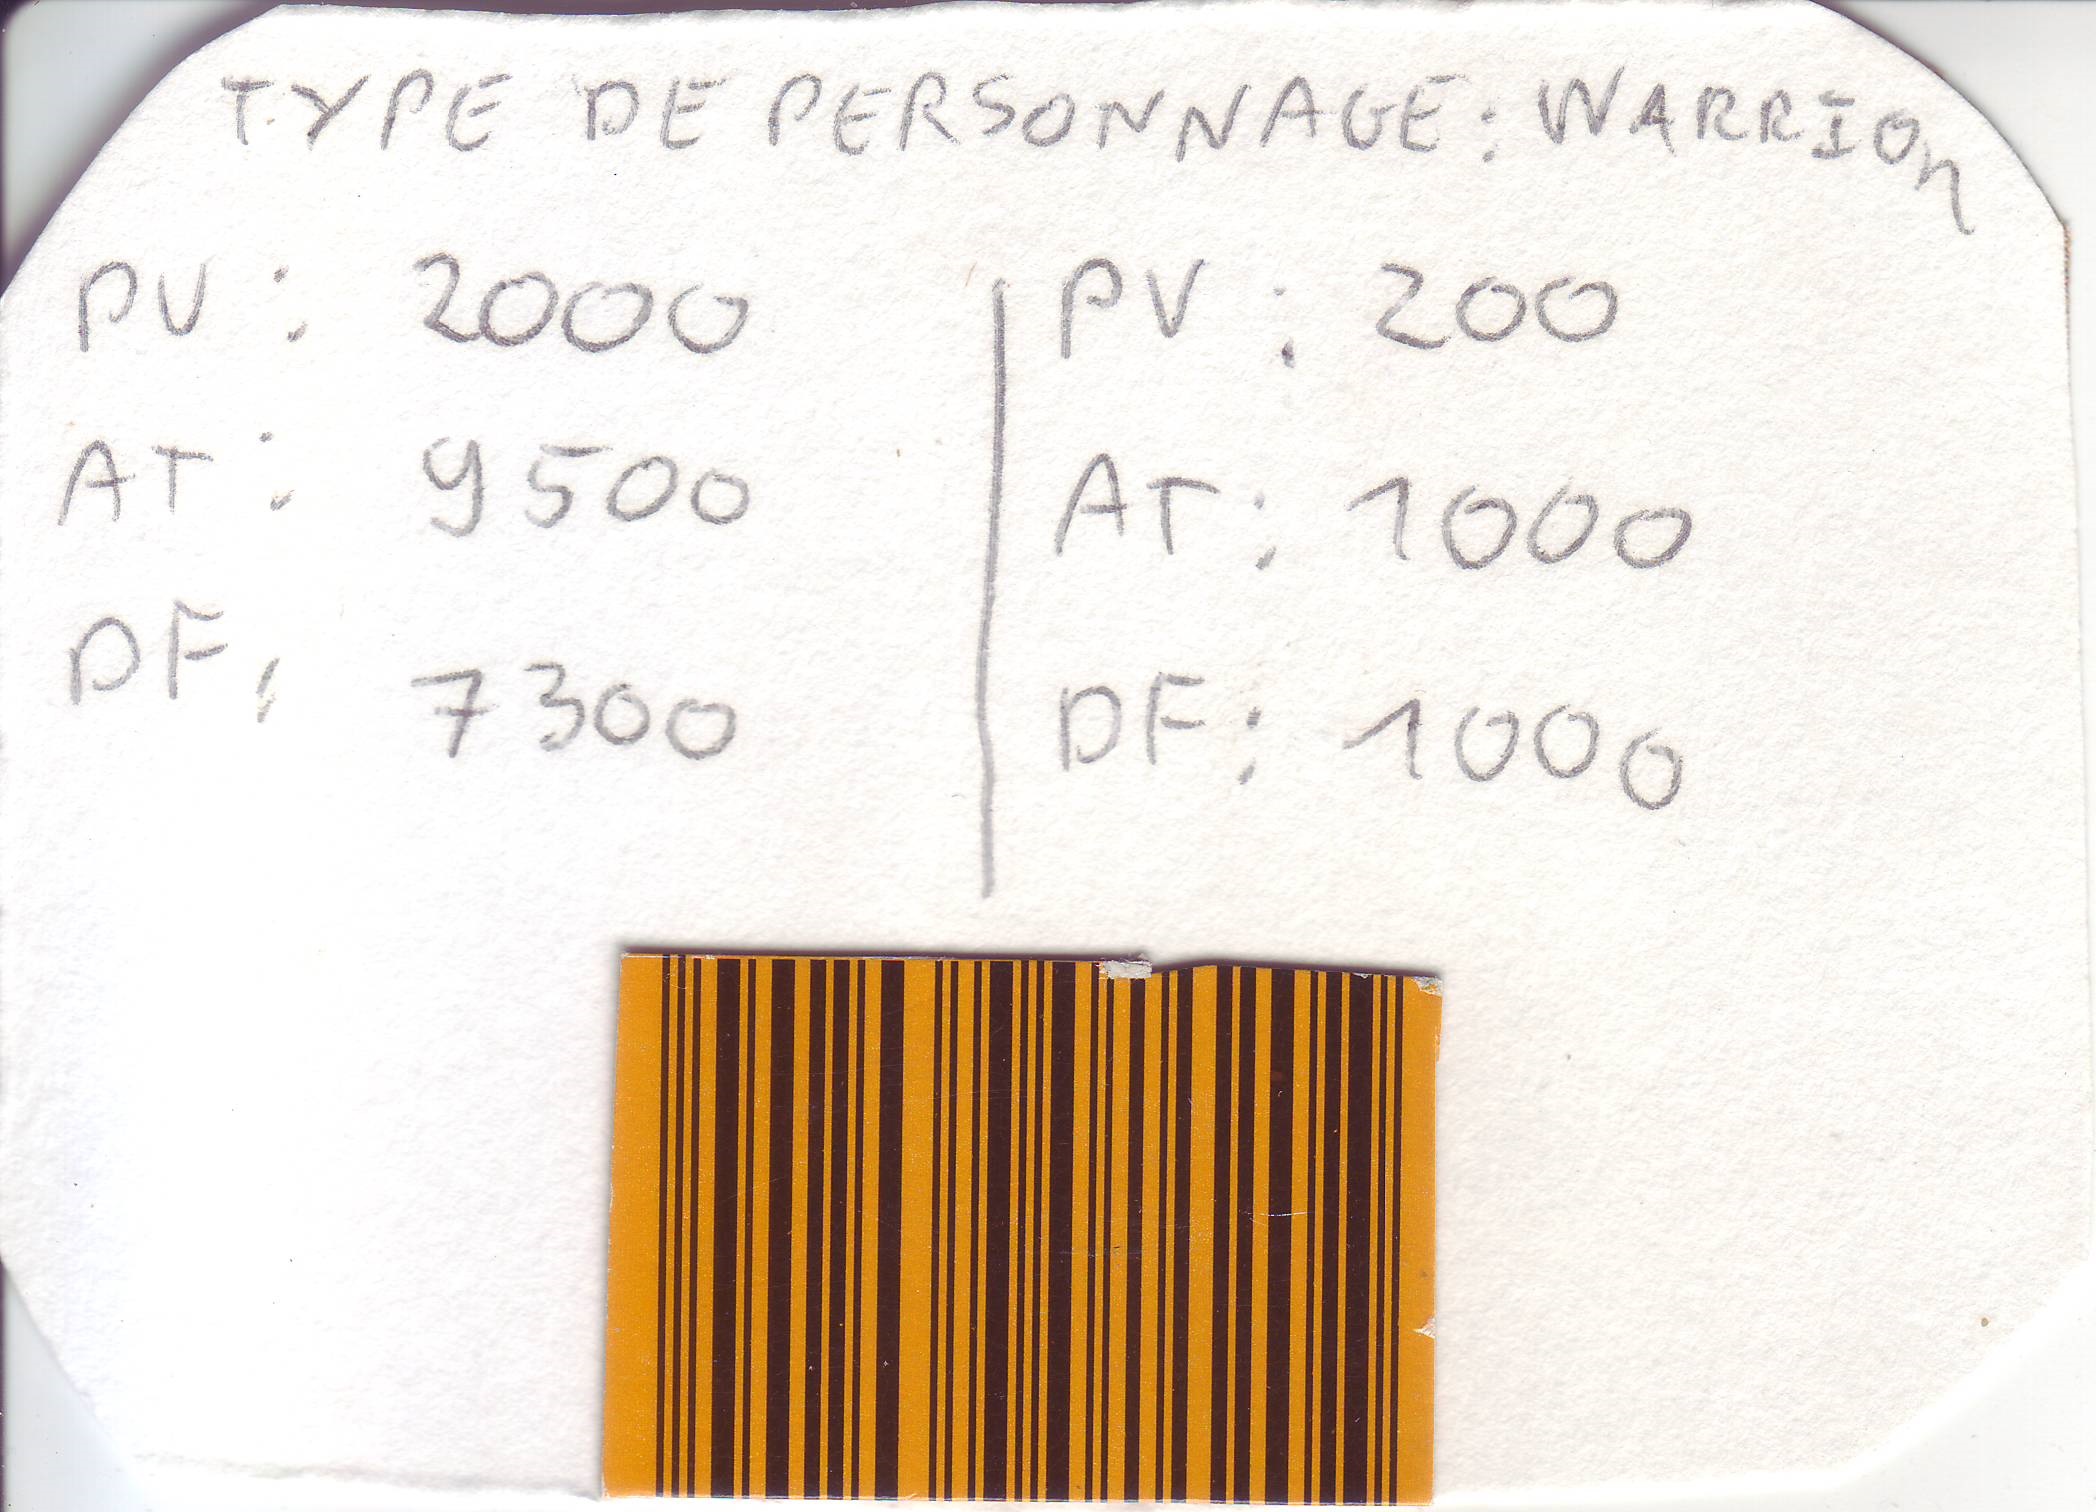 TYPE DE PERSONNAGE: WARRIOR
PV: 2000
AT: 9500
DF: 7300
PV: 200
AT: 1000
DF: 1000